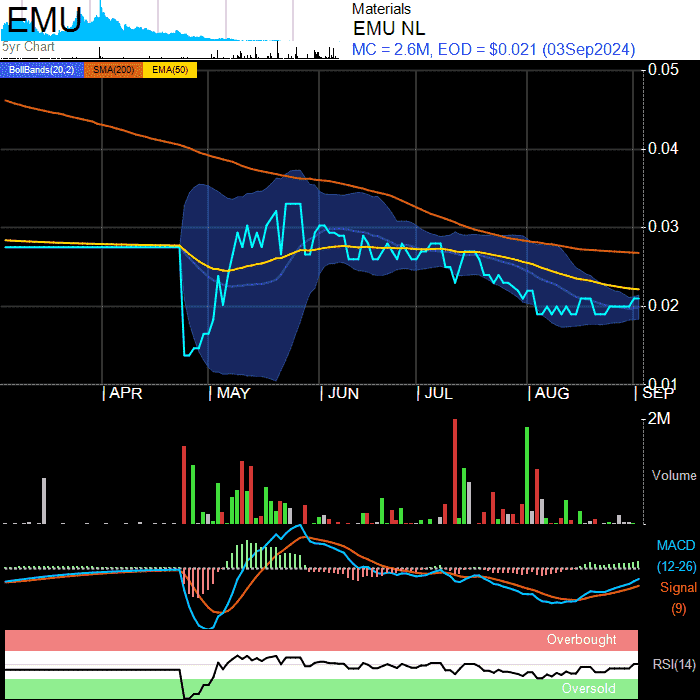 EMU
5yr Chart
Materials
EMU NL
MC = 2.6M, EOD = $0.021 (03Sep2024)
BollBands(20,2) SMA(200) EMA(50)
0.05
0.04
0.03
0.02
0.01
APR MAY JUN JUL AUG SEP
2M
Volume
MACD
(12-26)
Signal
(9)
Overbought
RSI(14)
Oversold